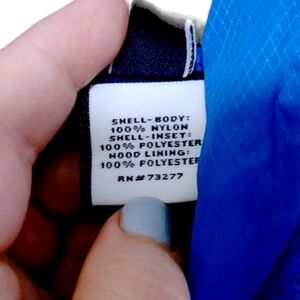 SHELL-BODY:
100% NYLON
SHELL-INSET:
100% POLYESTER
HOOD LINING:
100% POLYESTER
RN#73277